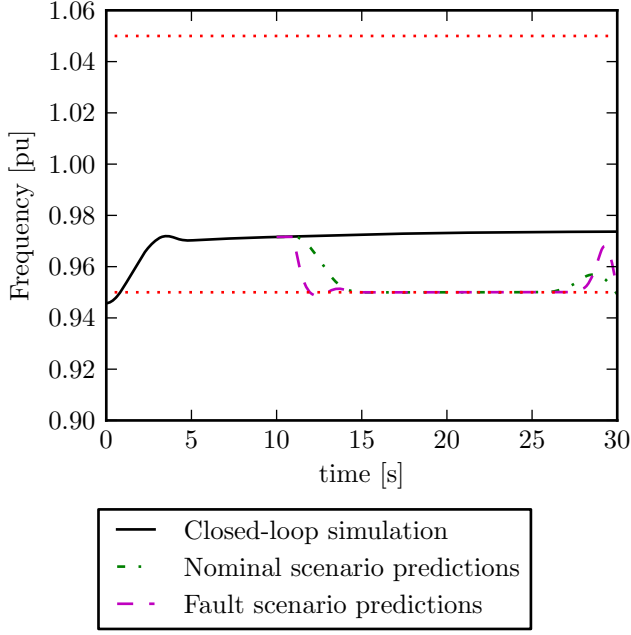 1.06
1.04
1.02
1.00
0.98
0.96
0.94
0.92
0.90
Frequency [pu]
0 5 10 15 20 25 30
time [s]
Closed-loop simulation
Nominal scenario predictions
Fault scenario predictions